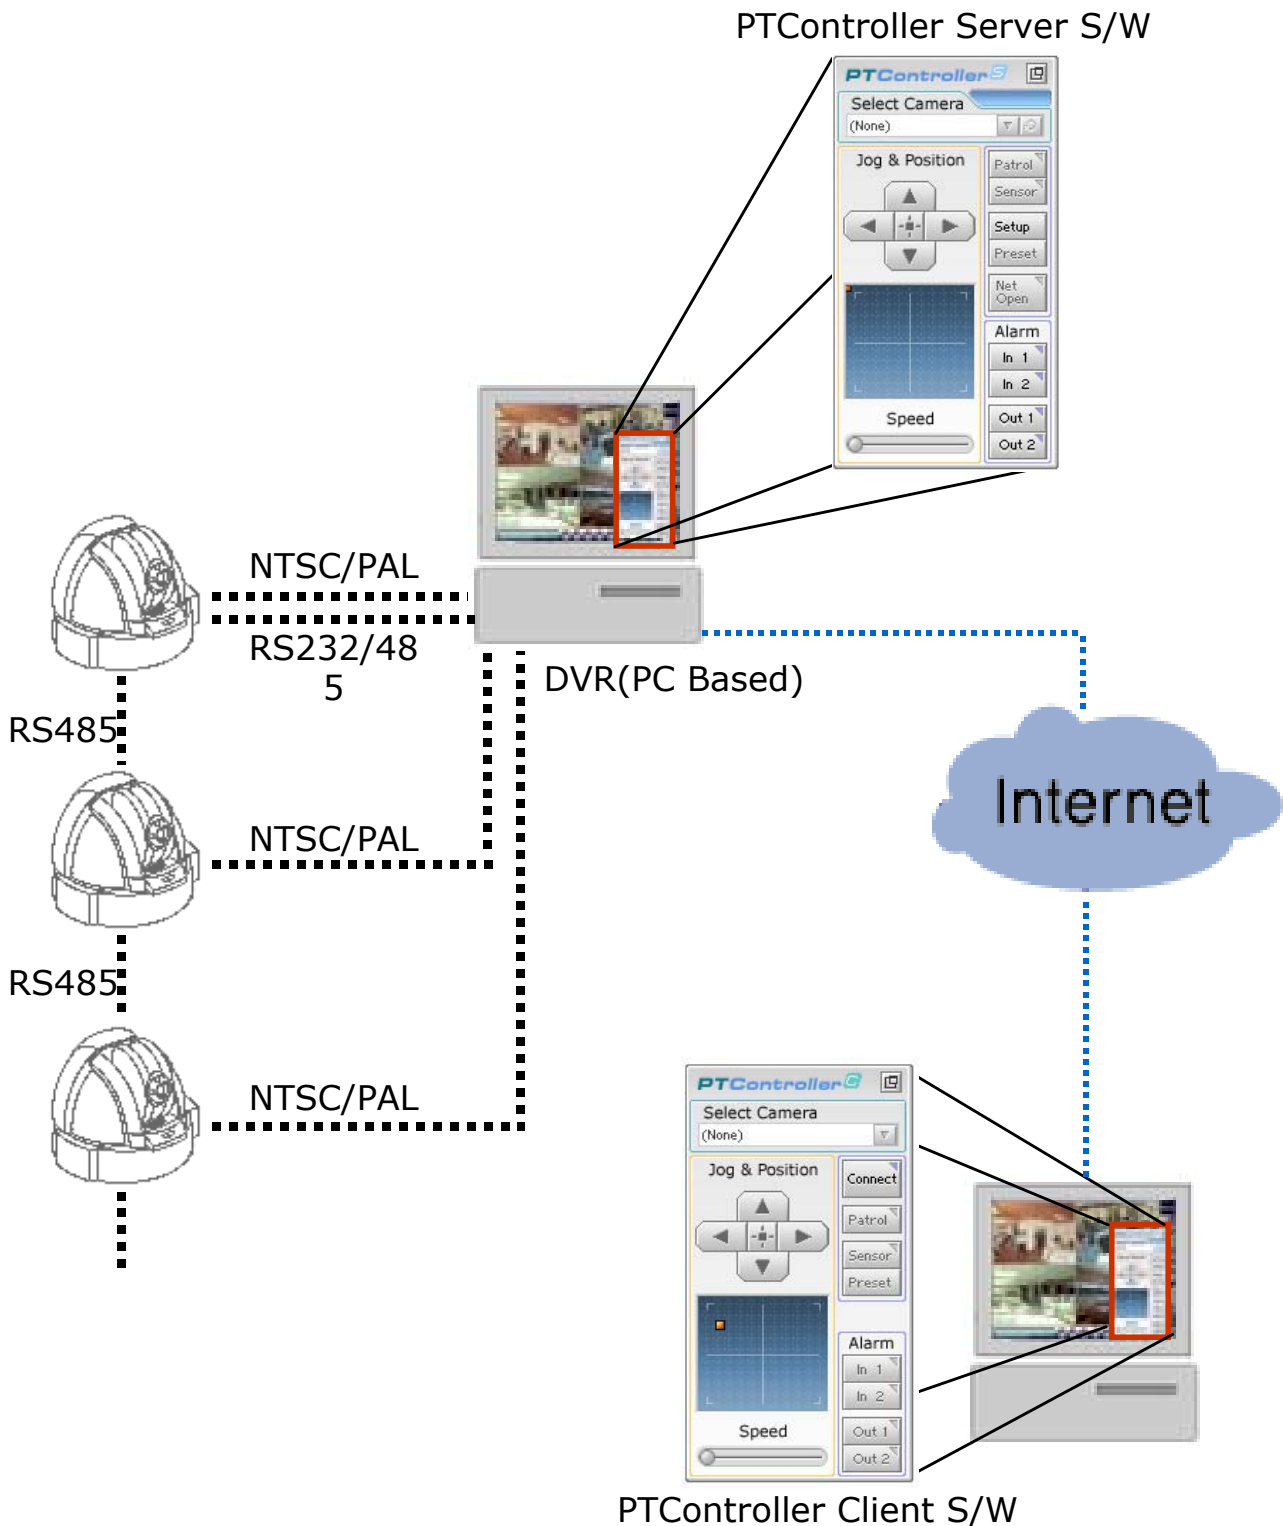 PTController Server S/W
PTController S
Select Camera
(None)
Jog & Position
Patrol
Sensor
Setup
Preset
Net
Open
Alarm
In 1
In 2
Out 1
Out 2
Speed
NTSC/PAL
RS232/48
5
DVR(PC Based)
RS485
Internet
NTSC/PAL
RS485
NTSC/PAL
PTController C
Select Camera
(None)
Jog & Position
Connect
Patrol
Sensor
Preset
Alarm
In 1
In 2
Out 1
Out 2
Speed
PTController Client S/W